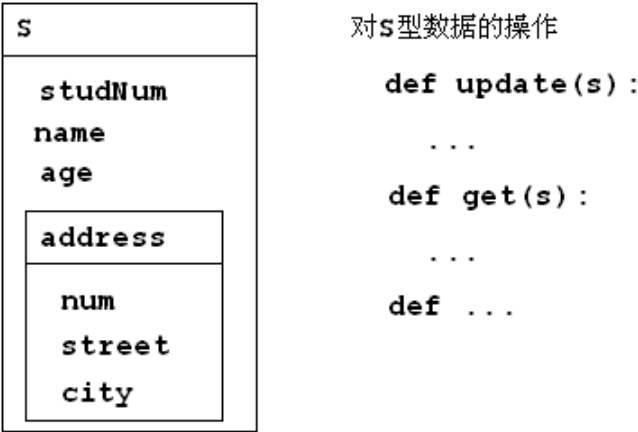 S
studNum
name
age
address
num
street
city
对S型数据的操作
def update(s):
...
def get(s):
...
def ...